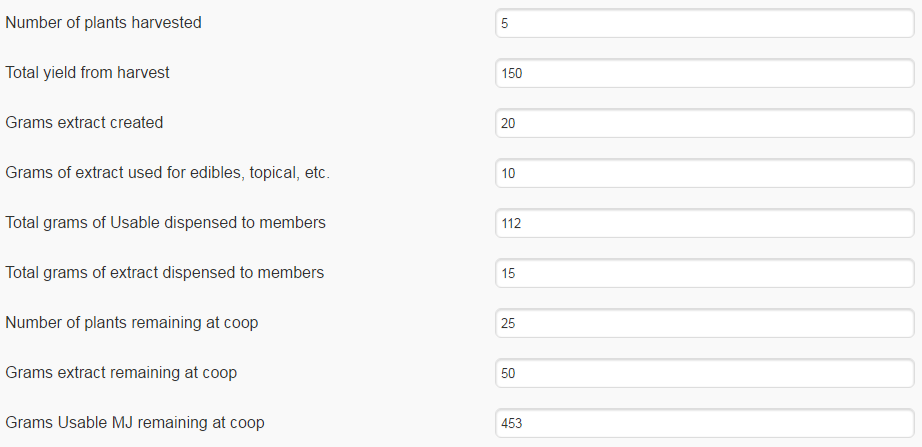 Number of plants harvested 5
Total yield from harvest 150
Grams extract created 20
Grams of extract used for edibles, topical, etc. 10
Total grams of Usable dispensed to members 112
Total grams of extract dispensed to members 15
Number of plants remaining at coop 25
Grams extract remaining at coop 50
Grams Usable MJ remaining at coop 453